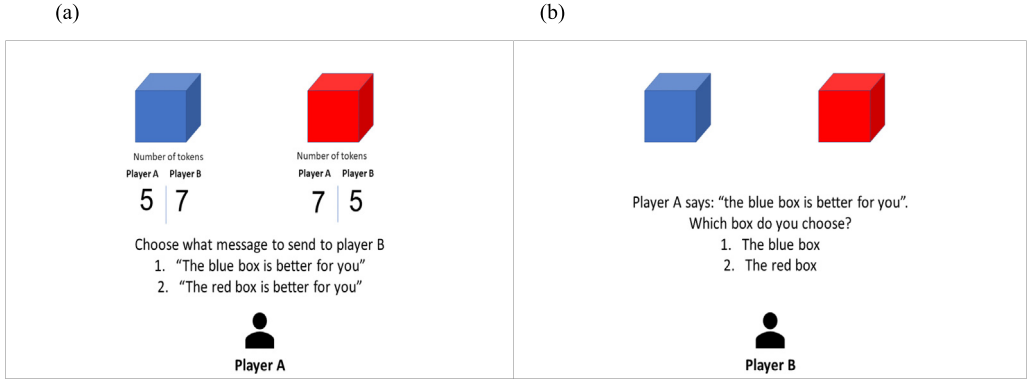 (a)
(b)
Number of tokens
Player A Player B
5 7
Number of tokens
Player A Player B
7 5
Choose what message to send to player B
1. “The blue box is better for you”
2. “The red box is better for you”
Player A
Player A says: “the blue box is better for you”.
Which box do you choose?
1. The blue box
2. The red box
Player B